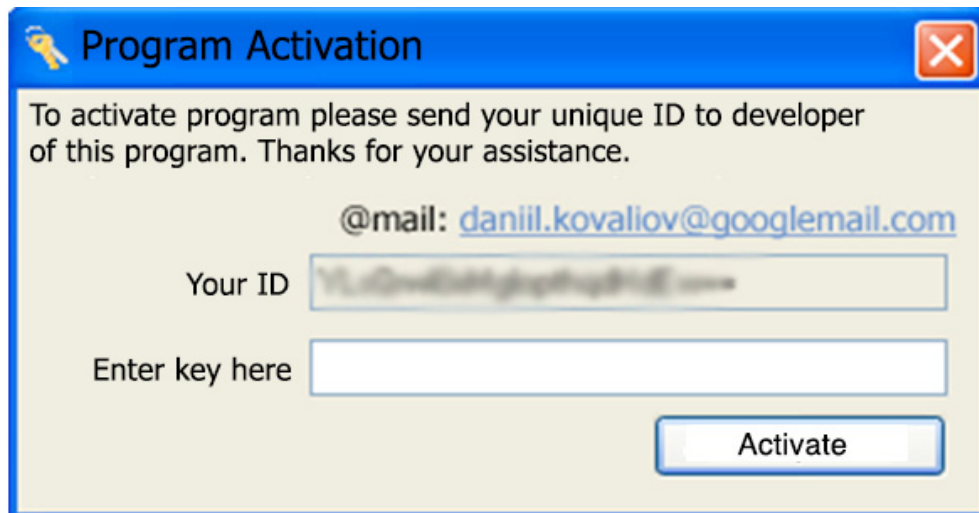 Program Activation
To activate program please send your unique ID to developer
of this program. Thanks for your assistance.
@mail: daniil.kovaliov@googlemail.com
Your ID
Enter key here
Activate